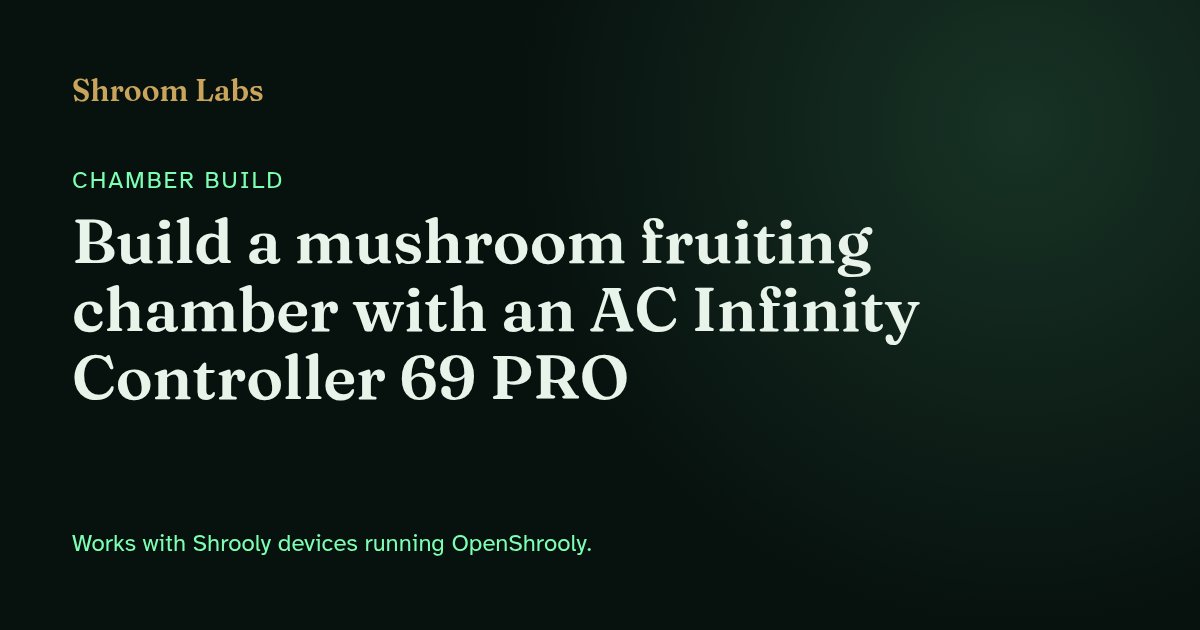 Shroom Labs
CHAMBER BUILD
Build a mushroom fruiting
chamber with an AC Infinity
Controller 69 PRO
Works with Shrooly devices running OpenShrooly.